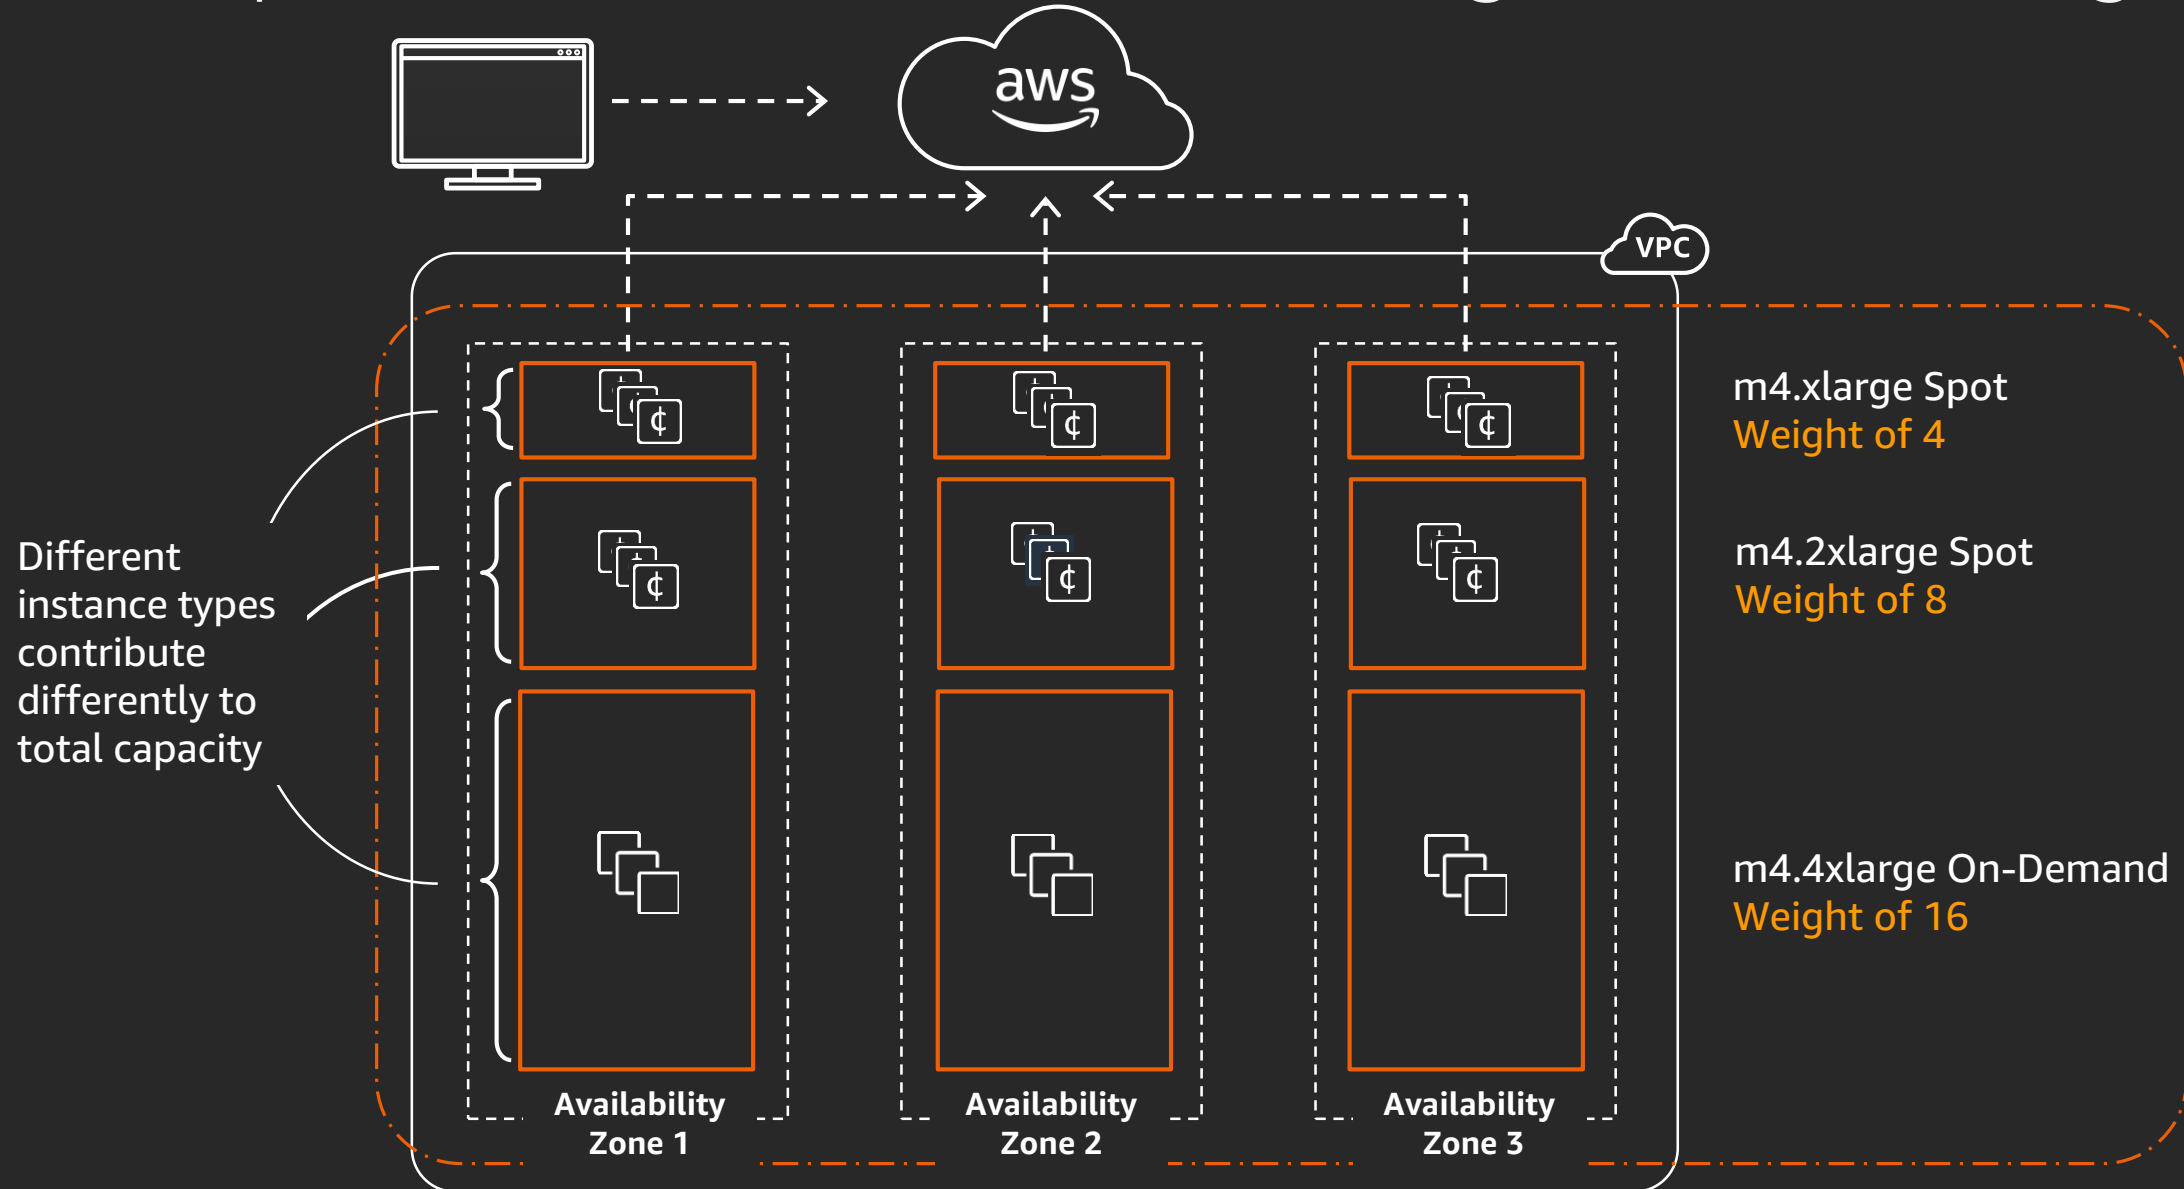 aws
VPC
m4.xlarge Spot
Weight of 4
¢
¢
¢
m4.2xlarge Spot
Weight of 8
¢
¢
¢
Different
instance types
contribute
differently to
total capacity
m4.4xlarge On-Demand
Weight of 16
Availability
Zone 1
Availability
Zone 2
Availability
Zone 3